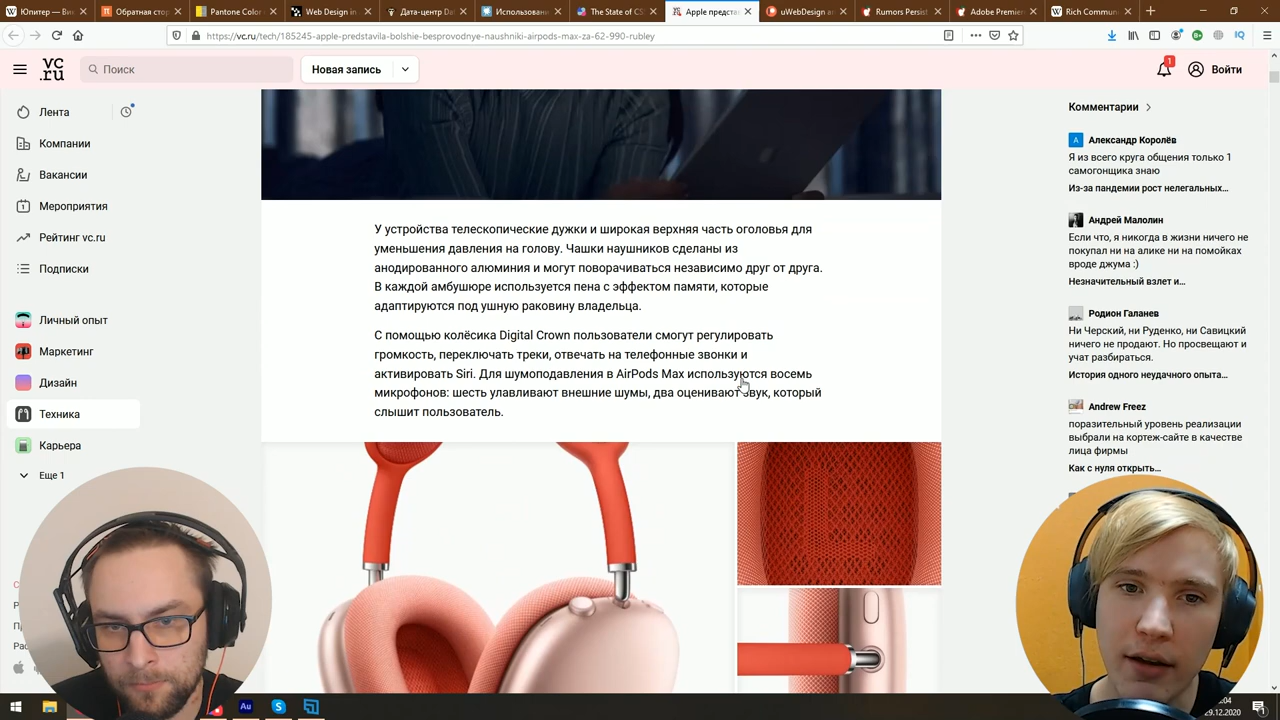 Юпитер — W
Обратная стор
Pantone Color
Web Design in
Дата-центр Da
Использовани
The State of CS
Apple предста
uWebDesign a
Rumors Persist
Adobe Premier
Rich Commun
https://vc.ru/tech/185245-apple-predstavila-bolshie-besprovodnye-naushniki-airpods-max-za-62-990-rubley
vc.ru
Поиск
Новая запись
1
Войти
Лента
Компании
Вакансии
Мероприятия
Рейтинг vc.ru
Подписки
Личный опыт
Маркетинг
Дизайн
Техника
Карьера
Еще 1
У устройства телескопические дужки и широкая верхняя часть оголовья для
уменьшения давления на голову. Чашки наушников сделаны из
анодированного алюминия и могут поворачиваться независимо друг от друга.
В каждой амбушюре используется пена с эффектом памяти, которые
адаптируются под ушную раковину владельца.
С помощью колёсика Digital Crown пользователи смогут регулировать
громкость, переключать треки, отвечать на телефонные звонки и
активировать Siri. Для шумоподавления в AirPods Max используются восемь
микрофонов: шесть улавливают внешние шумы, два оценивают звук, который
слышит пользователь.
Комментарии
Александр Королёв
Я из всего круга общения только 1
самогонщика знаю
Из-за пандемии рост нелегальных…
Андрей Малолин
Если что, я никогда в жизни ничего не
покупал ни на алике ни на помойках
вроде джума :)
Незначительный взлет и…
Родион Галанев
Ни Черский, ни Руденко, ни Савицкий
ничего не продают. Но просвещают и
учат разбираться.
История одного неудачного опыта…
Andrew Freez
поразительный уровень реализации
выбрали на кортеж-сайте в качестве
лица фирмы
Как с нуля открыть…
Au
:04
29.12.2020